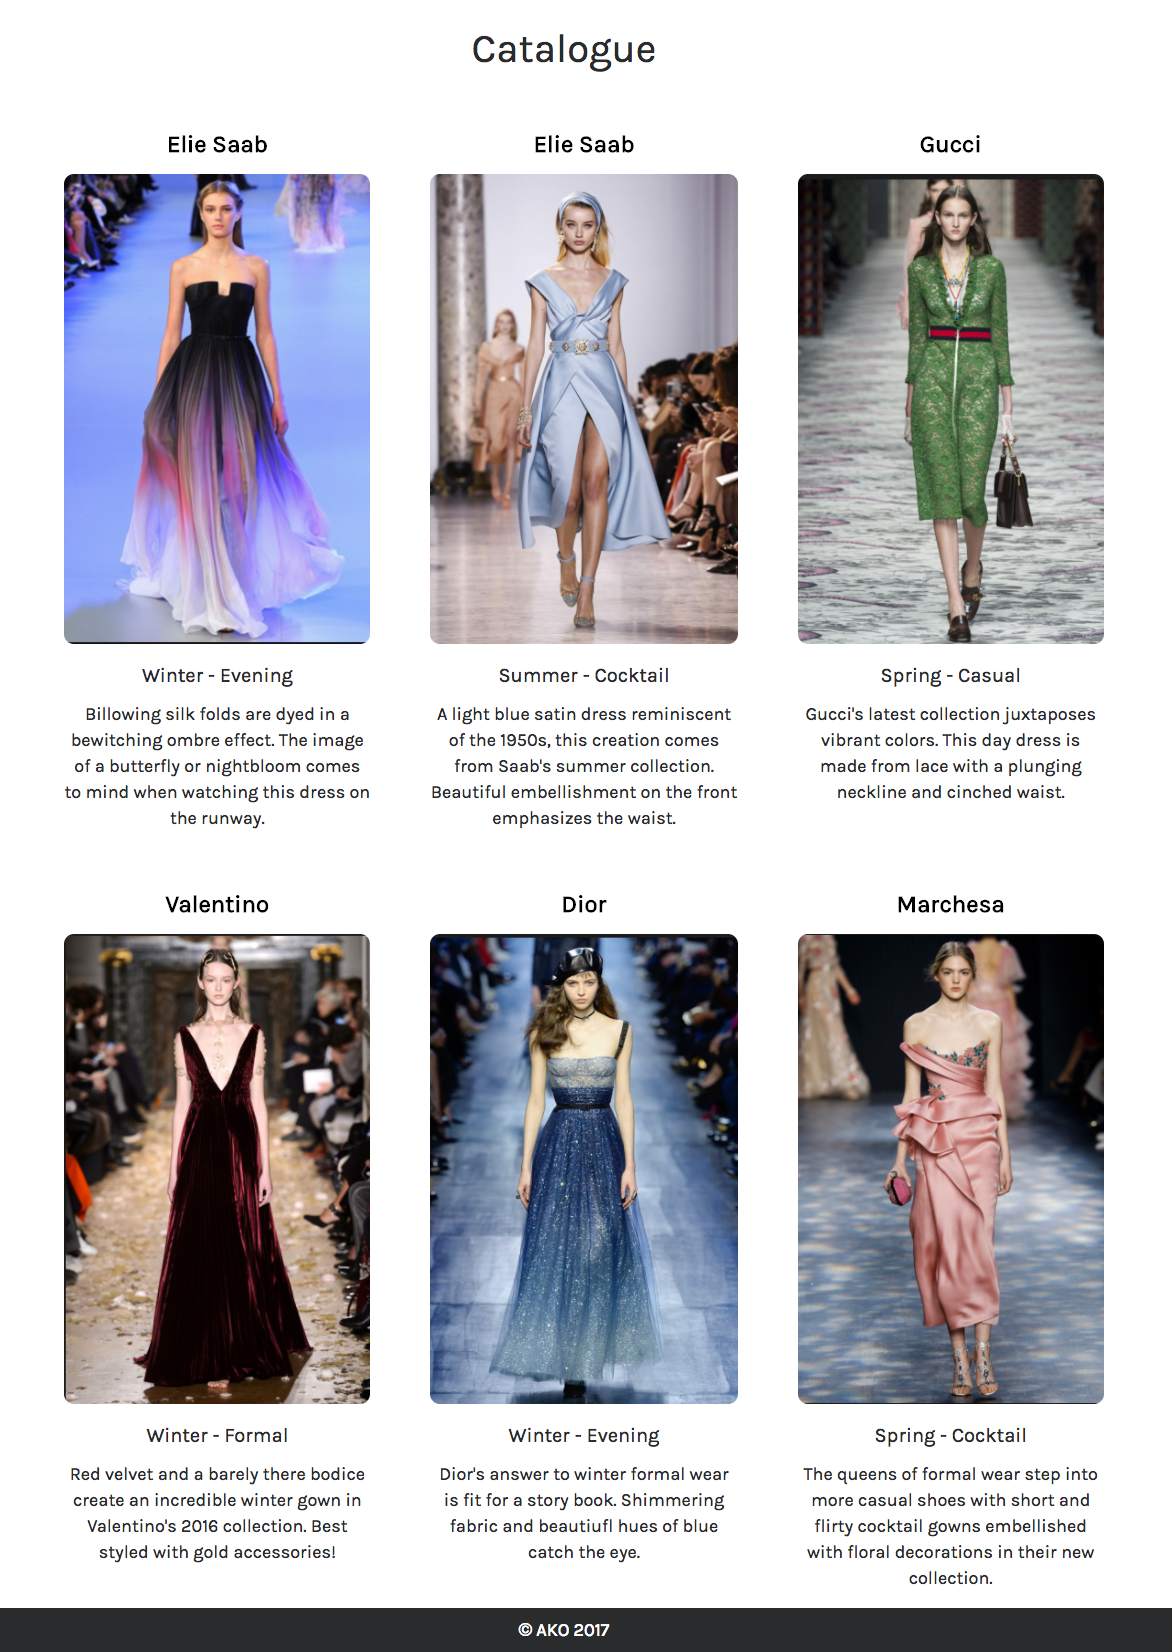 Catalogue
Elie Saab
Elie Saab
Gucci
Winter - Evening
Billowing silk folds are dyed in a
bewitching ombre effect. The image
of a butterfly or nightbloom comes
to mind when watching this dress on
the runway.
Summer - Cocktail
A light blue satin dress reminiscent
of the 1950s, this creation comes
from Saab's summer collection.
Beautiful embellishment on the front
emphasizes the waist.
Spring - Casual
Gucci's latest collection juxtaposes
vibrant colors. This day dress is
made from lace with a plunging
neckline and cinched waist.
Valentino
Dior
Marchesa
Winter - Formal
Red velvet and a barely there bodice
create an incredible winter gown in
Valentino's 2016 collection. Best
styled with gold accessories!
Winter - Evening
Dior's answer to winter formal wear
is fit for a story book. Shimmering
fabric and beautiufl hues of blue
catch the eye.
Spring - Cocktail
The queens of formal wear step into
more casual shoes with short and
flirty cocktail gowns embellished
with floral decorations in their new
collection.
© AKO 2017